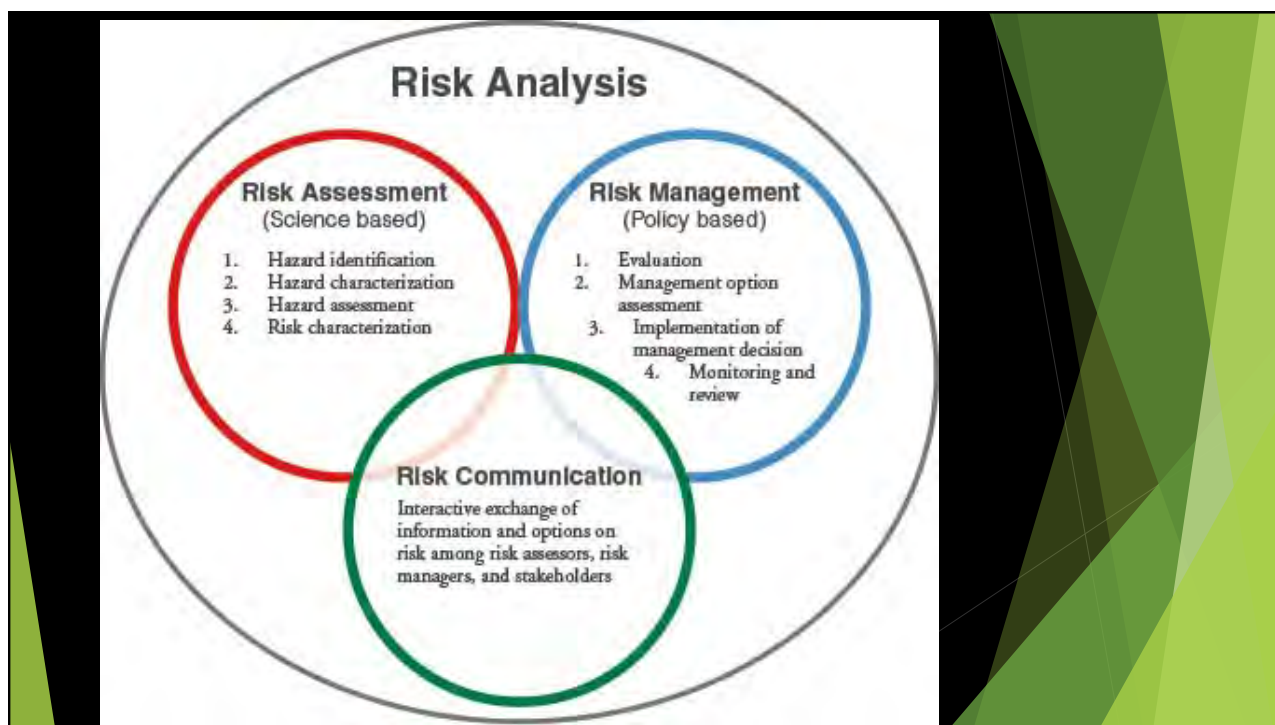 Risk Analysis
Risk Assessment
(Science based)
1. Hazard identification
2. Hazard characterization
3. Hazard assessment
4. Risk characterization
Risk Management
(Policy based)
1. Evaluation
2. Management option
assessment
3. Implementation of
management decision
4. Monitoring and
review
Risk Communication
Interactive exchange of
information and options on
risk among risk assessors, risk
managers, and stakeholders